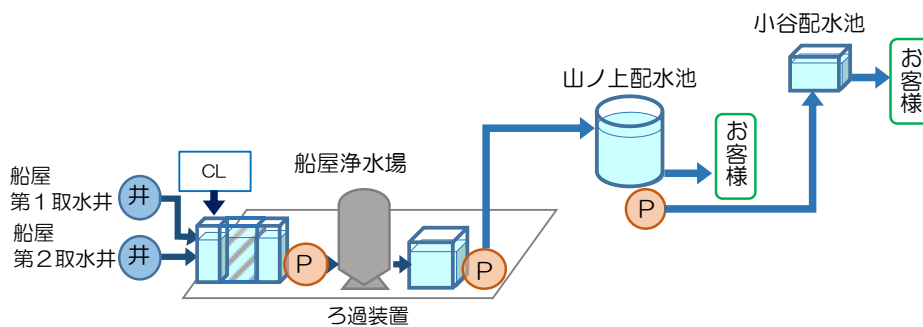 小谷配水池
お客様
山ノ上配水池
お客様
船屋浄水場
CL
船屋
第1取水井
井
船屋
第2取水井
井
P
P
P
ろ過装置